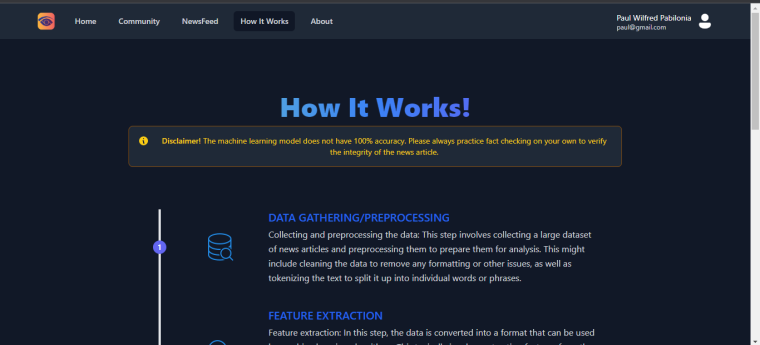 Home Community NewsFeed How It Works About
Paul Wilfred Pabilonia
paul@gmail.com
How It Works!
Disclaimer! The machine learning model does not have 100% accuracy. Please always practice fact checking on your own to verify
the integrity of the news article.
1
DATA GATHERING/PREPROCESSING
Collecting and preprocessing the data: This step involves collecting a large dataset
of news articles and preprocessing them to prepare them for analysis. This might
include cleaning the data to remove any formatting or other issues, as well as
tokenizing the text to split it up into individual words or phrases.
FEATURE EXTRACTION
Feature extraction: In this step, the data is converted into a format that can be used